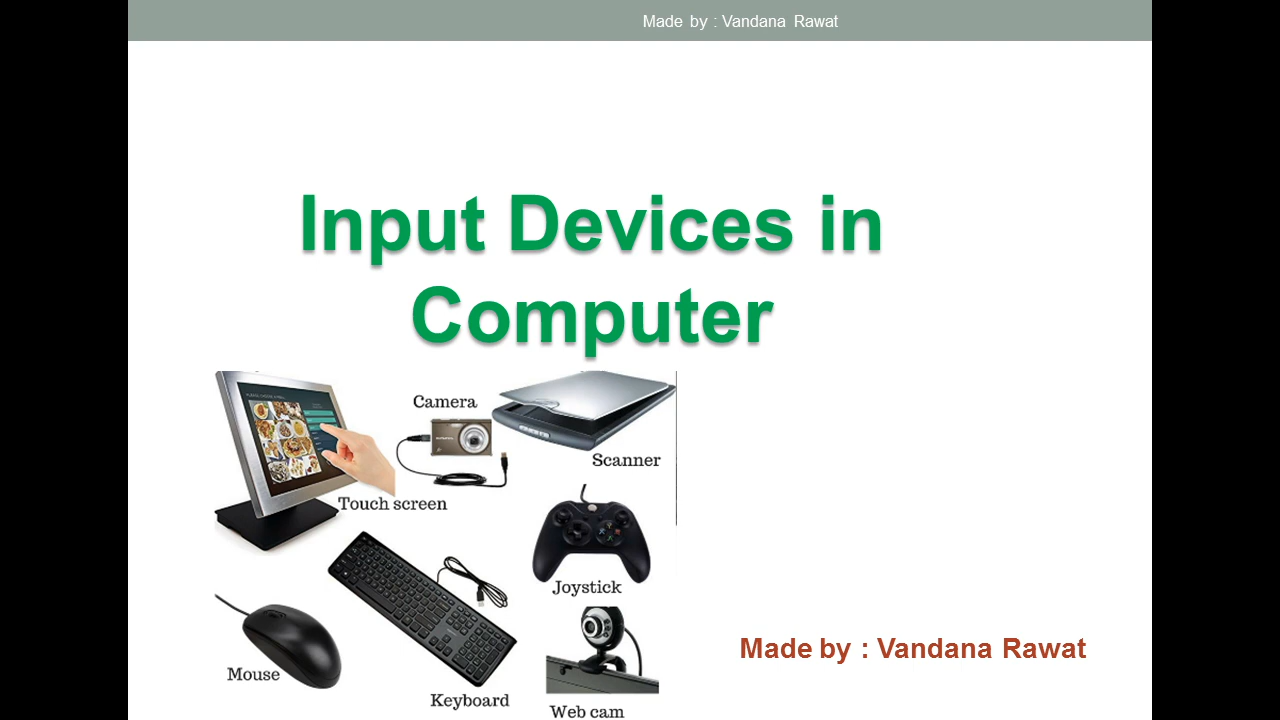 Made by : Vandana Rawat
Input Devices in
Computer
Camera
Scanner
Touch screen
Joystick
Mouse
Keyboard
Web cam
Made by : Vandana Rawat